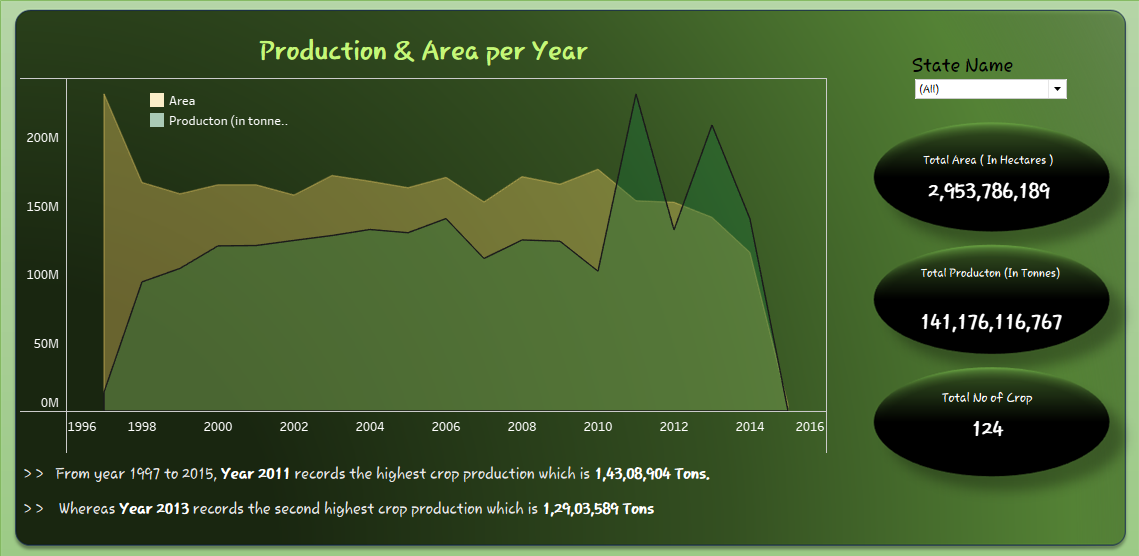 Production & Area per Year
State Name
(All)
Area
Producton (in tonne..
200M
150M
100M
50M
0M
1996 1998 2000 2002 2004 2006 2008 2010 2012 2014 2016
Total Area ( In Hectares )
2,953,786,189
Total Producton (In Tonnes)
141,176,116,767
Total No of Crop
124
>> From year 1997 to 2015, Year 2011 records the highest crop production which is 1,43,08,904 Tons.
>> Whereas Year 2013 records the second highest crop production which is 1,29,03,589 Tons